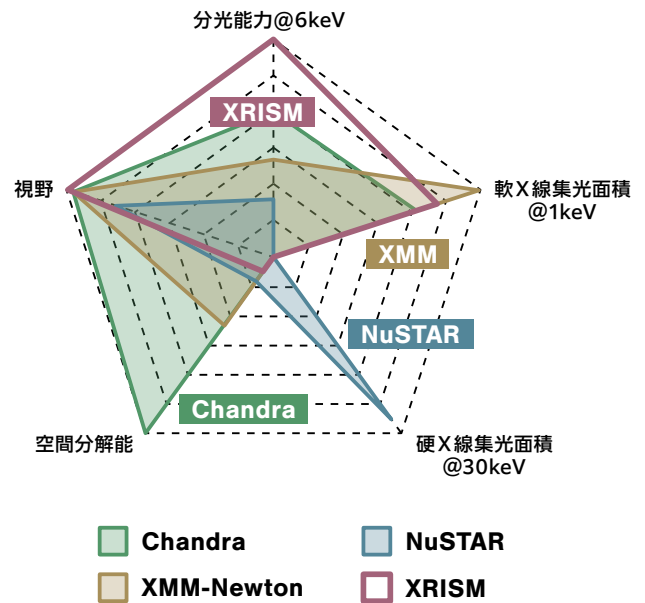 分光能力@6keV
XRISM
視野
軟X線集光面積
@1keV
XMM
NuSTAR
Chandra
空間分解能
硬X線集光面積
@30keV
Chandra
NuSTAR
XMM-Newton
XRISM